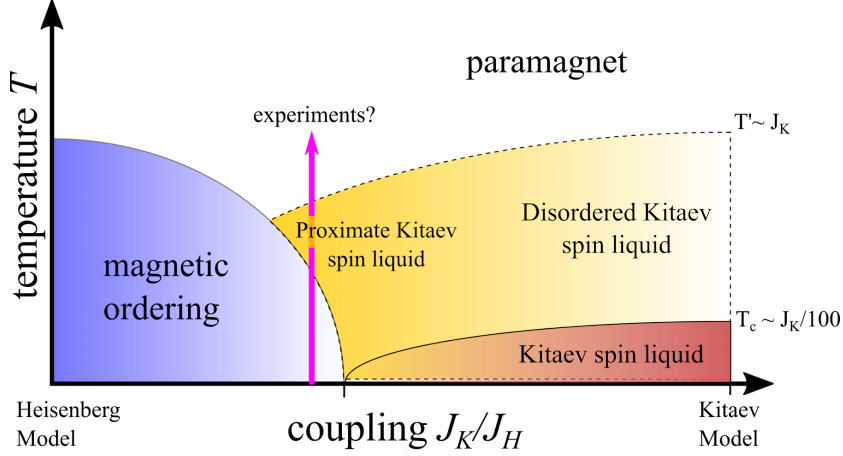 paramagnet
temperature T
experiments?
T'~ J_K
Proximate Kitaev
spin liquid
Disordered Kitaev
spin liquid
magnetic
ordering
T_c ~ J_K/100
Kitaev spin liquid
Heisenberg
Model
coupling J_K/J_H
Kitaev
Model